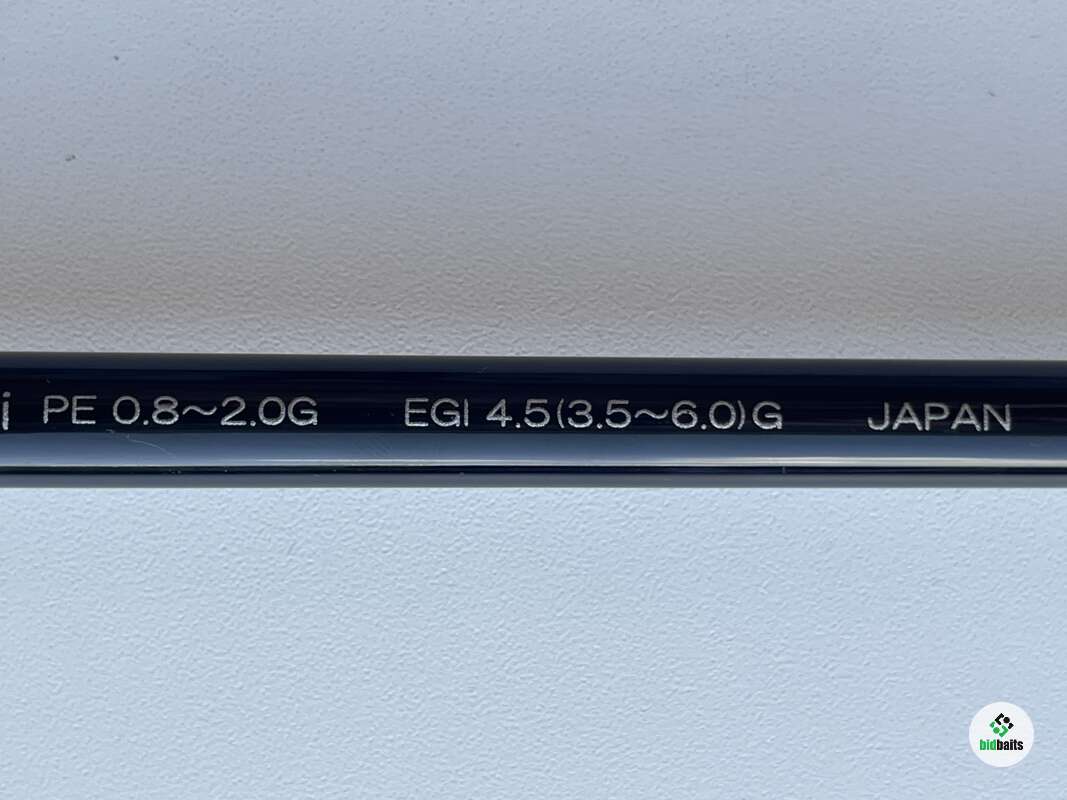 i PE 0.8～2.0G EGI 4.5(3.5～6.0)G JAPAN
bidbaits